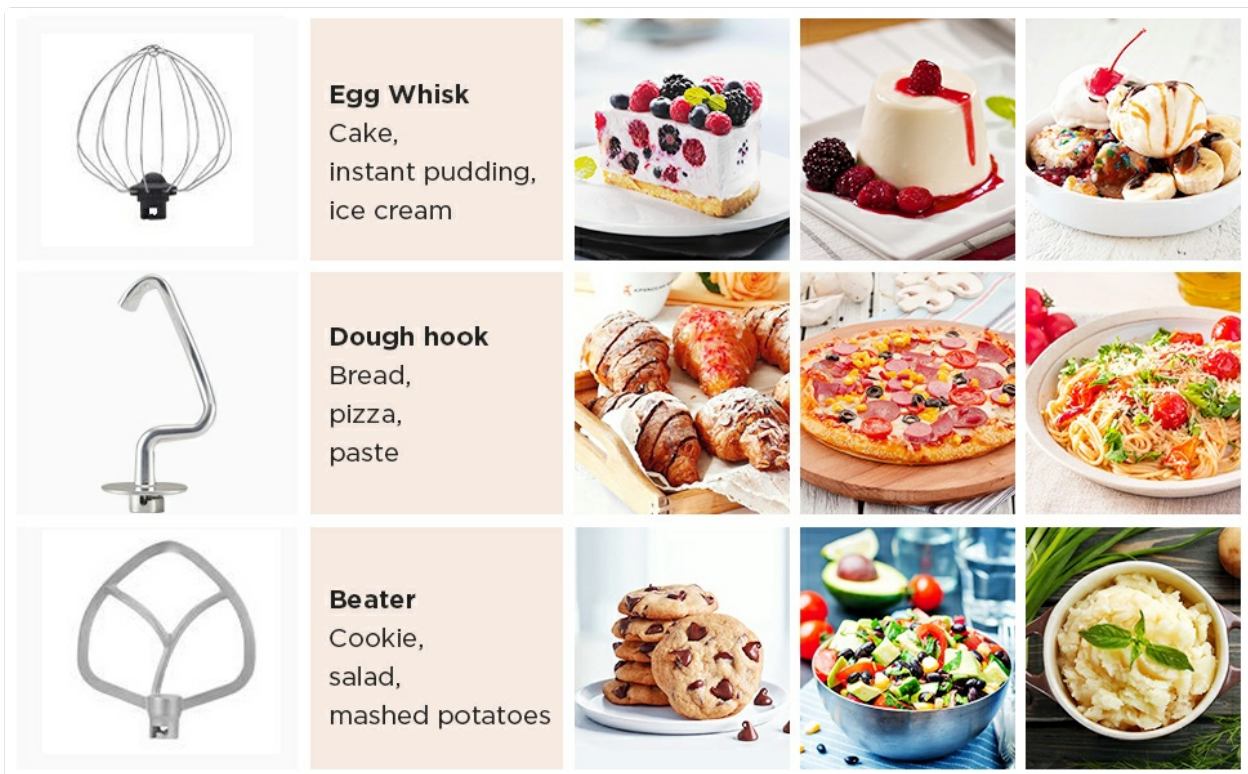 Egg Whisk
Cake,
instant pudding,
ice cream
Dough hook
Bread,
pizza,
paste
Beater
Cookie,
salad,
mashed potatoes